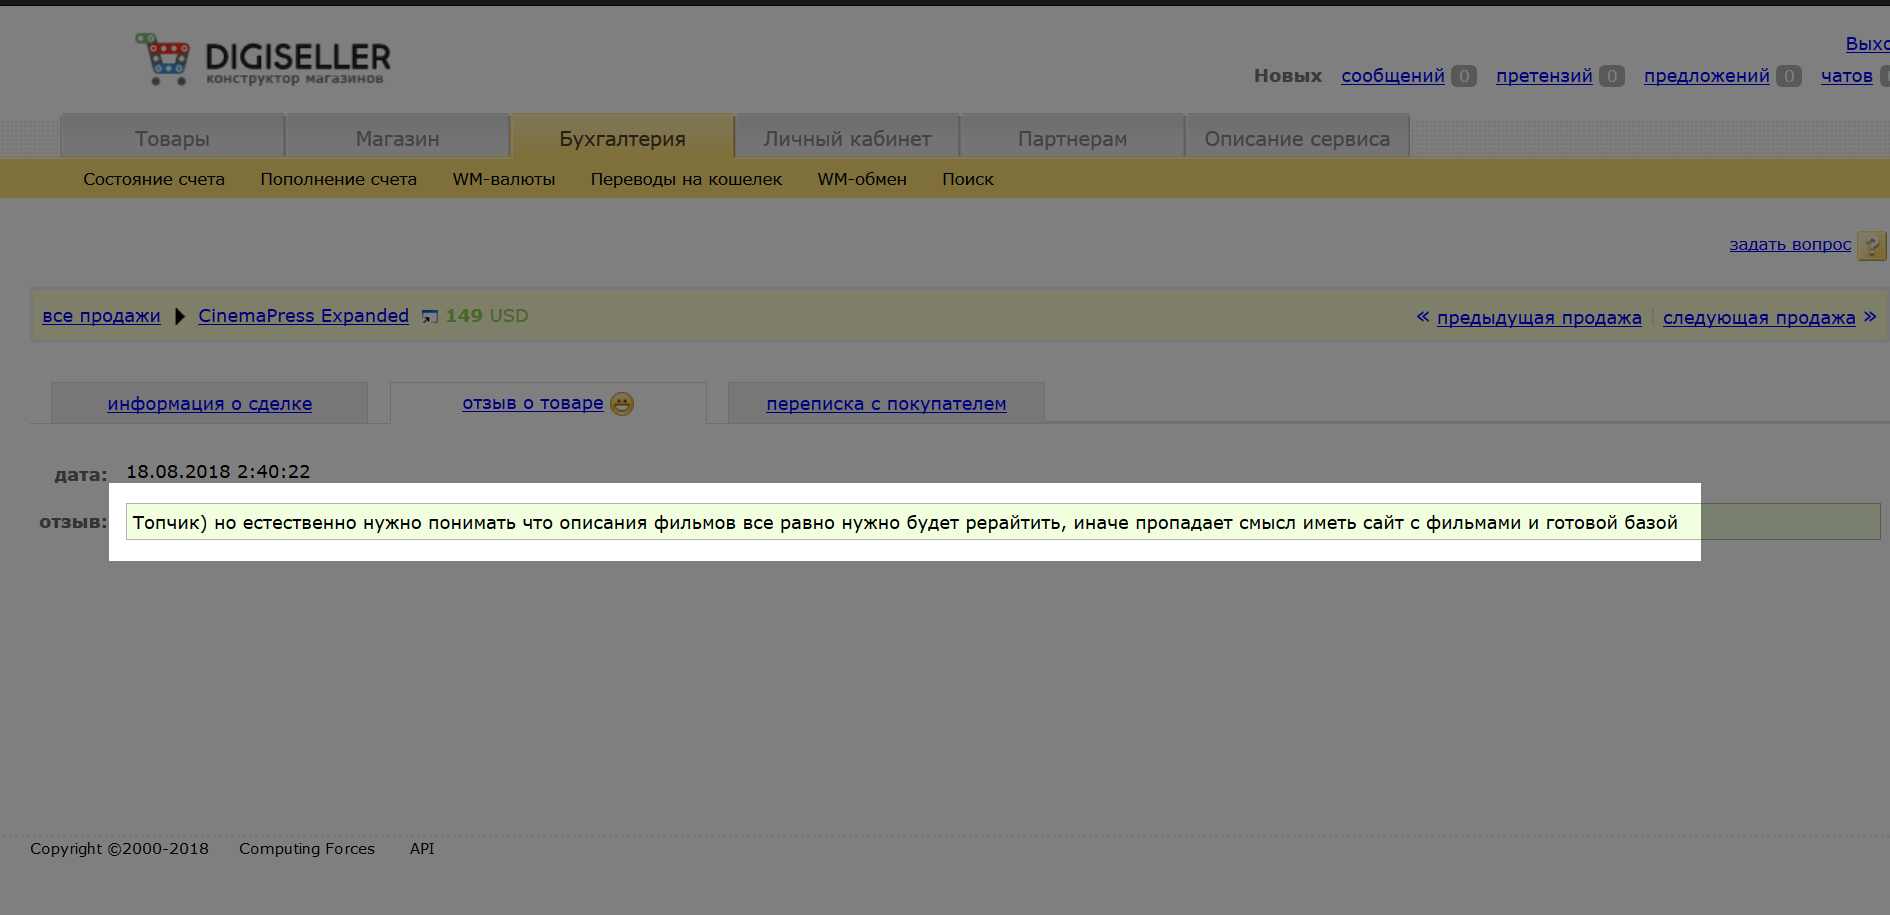 DIGISELLER
конструктор магазинов
Выхо
Новых сообщений 0 претензий 0 предложений 0 чатов
Товары Магазин Бухгалтерия Личный кабинет Партнерам Описание сервиса
Состояние счета Пополнение счета WM-валюты Переводы на кошелек WM-обмен Поиск
задать вопрос ?
все продажи CinemaPress Expanded 149 USD « предыдущая продажа | следующая продажа »
информация о сделке отзыв о товаре переписка с покупателем
дата: 18.08.2018 2:40:22
отзыв: Топчик) но естественно нужно понимать что описания фильмов все равно нужно будет рерайтить, иначе пропадает смысл иметь сайт с фильмами и готовой базой
Copyright ©2000-2018 Computing Forces API